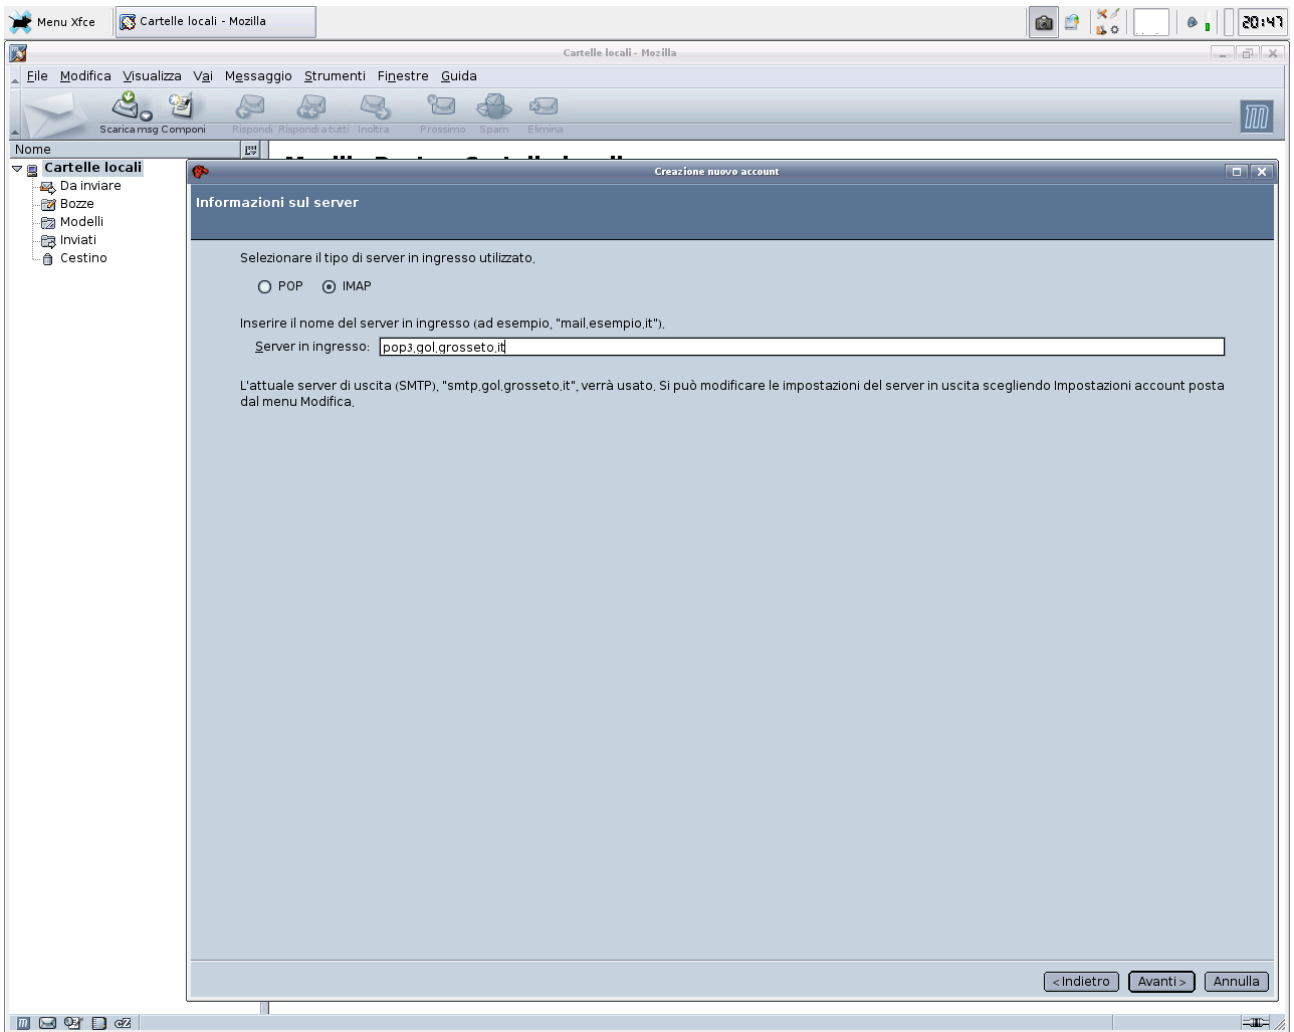 Menu Xfce
Cartelle locali - Mozilla
20:47
Cartelle locali - Mozilla
File Modifica Visualizza Vai Messaggio Strumenti Finestre Guida
Scarica msg Componi Rispondi Rispondi a tutti Inoltra Prossimo Spam Elimina
Nome
Cartelle locali
Da inviare
Bozze
Modelli
Inviati
Cestino
Creazione nuovo account
Informazioni sul server
Selezionare il tipo di server in ingresso utilizzato.
POP IMAP
Inserire il nome del server in ingresso (ad esempio, "mail.esempio.it").
Server in ingresso: pop3.gol.grosseto.it
L'attuale server di uscita (SMTP), "smtp.gol.grosseto.it", verrà usato. Si può modificare le impostazioni del server in uscita scegliendo Impostazioni account posta
dal menu Modifica.
< Indietro Avanti > Annulla